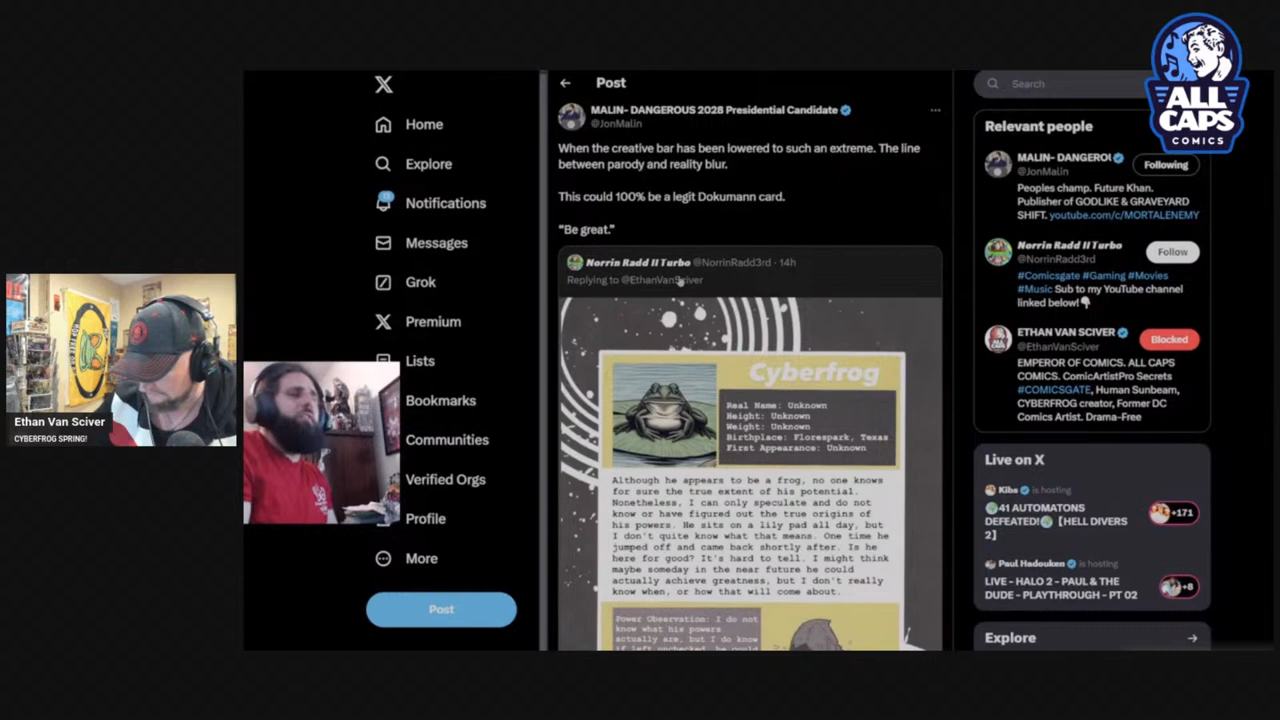 ALL
CAPS
COMICS
Ethan Van Sciver
CYBERFROG SPRING!
Home
Explore
Notifications
Messages
Grok
Premium
Lists
Bookmarks
Communities
Verified Orgs
Profile
More
Post
Post
MALIN- DANGEROUS 2028 Presidential Candidate
@JonMalin
When the creative bar has been lowered to such an extreme. The line
between parody and reality blur.
This could 100% be a legit Dokumann card.
"Be great."
Norrin Radd II Turbo @NorrinRadd3rd · 14h
Replying to @EthanVanSciver
Cyberfrog
Real Name: Unknown
Height: Unknown
Weight: Unknown
Birthplace: Florespark, Texas
First Appearance: Unknown
Although he appears to be a frog, no one knows
for sure the true extent of his potential.
Nonetheless, I can only speculate and do not
know or have figured out the true origins of
his powers. He sits on a lily pad all day, but
I don't quite know what that means. One time he
jumped off and came back shortly after. Is he
here for good? It's hard to tell. I might think
maybe someday in the near future he could
actually achieve greatness, but I don't really
know when, or how that will come about.
Power Observation: I do not
know what his powers
actually are, but I do know
if left unchecked, he could
Search
Relevant people
MALIN- DANGEROU
Following
@JonMalin
Peoples champ. Future Khan.
Publisher of GODLIKE & GRAVEYARD
SHIFT. youtube.com/c/MORTALENEMY
Norrin Radd II Turbo
Follow
@NorrinRadd3rd
#Comicsgate #Gaming #Movies
#Music Sub to my YouTube channel
linked below!
ETHAN VAN SCIVER
Blocked
@EthanVanSciver
EMPEROR OF COMICS. ALL CAPS
COMICS. ComicArtistPro Secrets
#COMICSGATE, Human Sunbeam,
CYBERFROG creator, Former DC
Comics Artist. Drama-Free
Live on X
Kibs is hosting
41 AUTOMATONS
DEFEATED! 【HELL DIVERS
2】
+171
Paul Hadouken is hosting
LIVE - HALO 2 - PAUL & THE
DUDE - PLAYTHROUGH - PT 02
+8
Explore